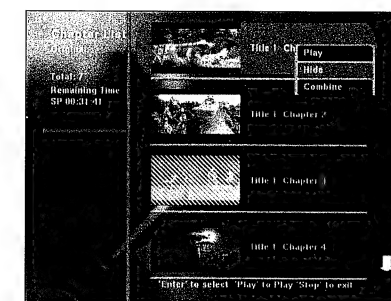 Chapter List
Original
Total: 7
Remaining Time
SP 00:31:41
Title 1 Ch
Play
Hide
Combine
Title 1 Chapter 2
Title 1 Chapter
Title 1 Chapter 4
'Enter' to select 'Play' to Play 'Stop' to exit